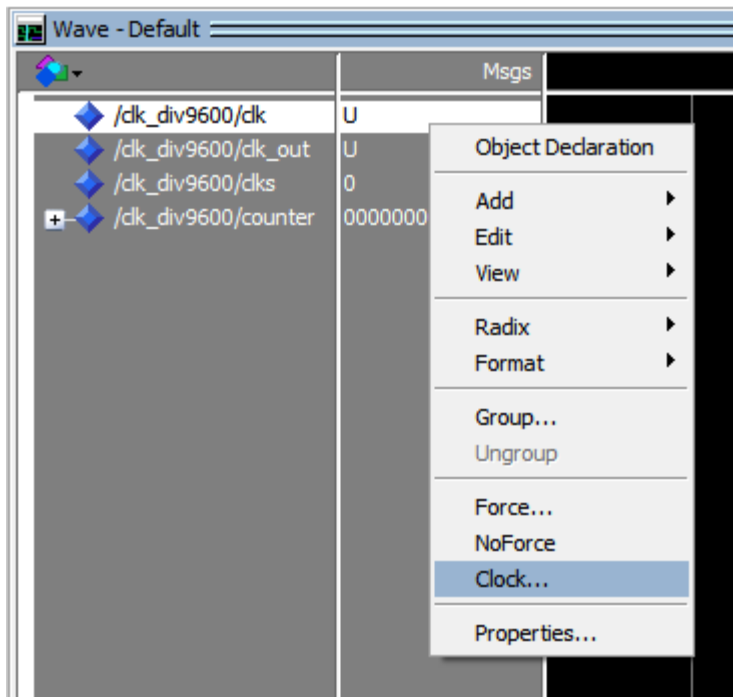 Wave - Default
Msgs
/clk_div9600/clk U
/clk_div9600/clk_out U
/clk_div9600/clks 0
/clk_div9600/counter 0000000
Object Declaration
Add
Edit
View
Radix
Format
Group...
Ungroup
Force...
NoForce
Clock...
Properties...